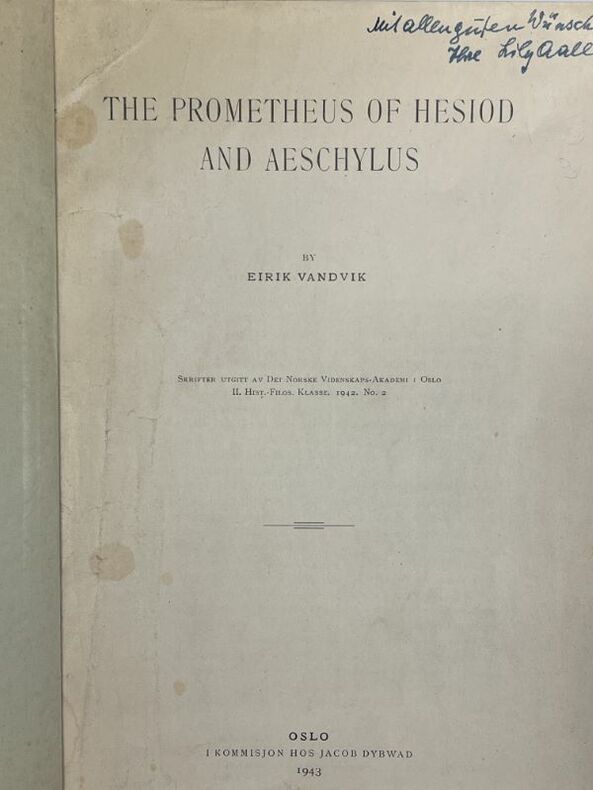 Mit allen guten Wünsch
Ihre Lily Aall
THE PROMETHEUS OF HESIOD
AND AESCHYLUS
BY
EIRIK VANDVIK
SKRIFTER UTGITT AV DET NORSKE VIDENSKAPS-AKADEMI I OSLO
II. HIST.-FILOS. KLASSE. 1942. NO. 2
OSLO
I KOMMISJON HOS JACOB DYBWAD
1943